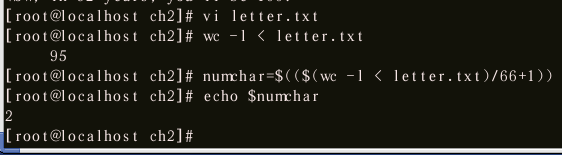 [root@localhost ch2]# vi letter.txt
[root@localhost ch2]# wc -l < letter.txt
95
[root@localhost ch2]# numchar=$(($(wc -l < letter.txt)/66+1))
[root@localhost ch2]# echo $numchar
2
[root@localhost ch2]#